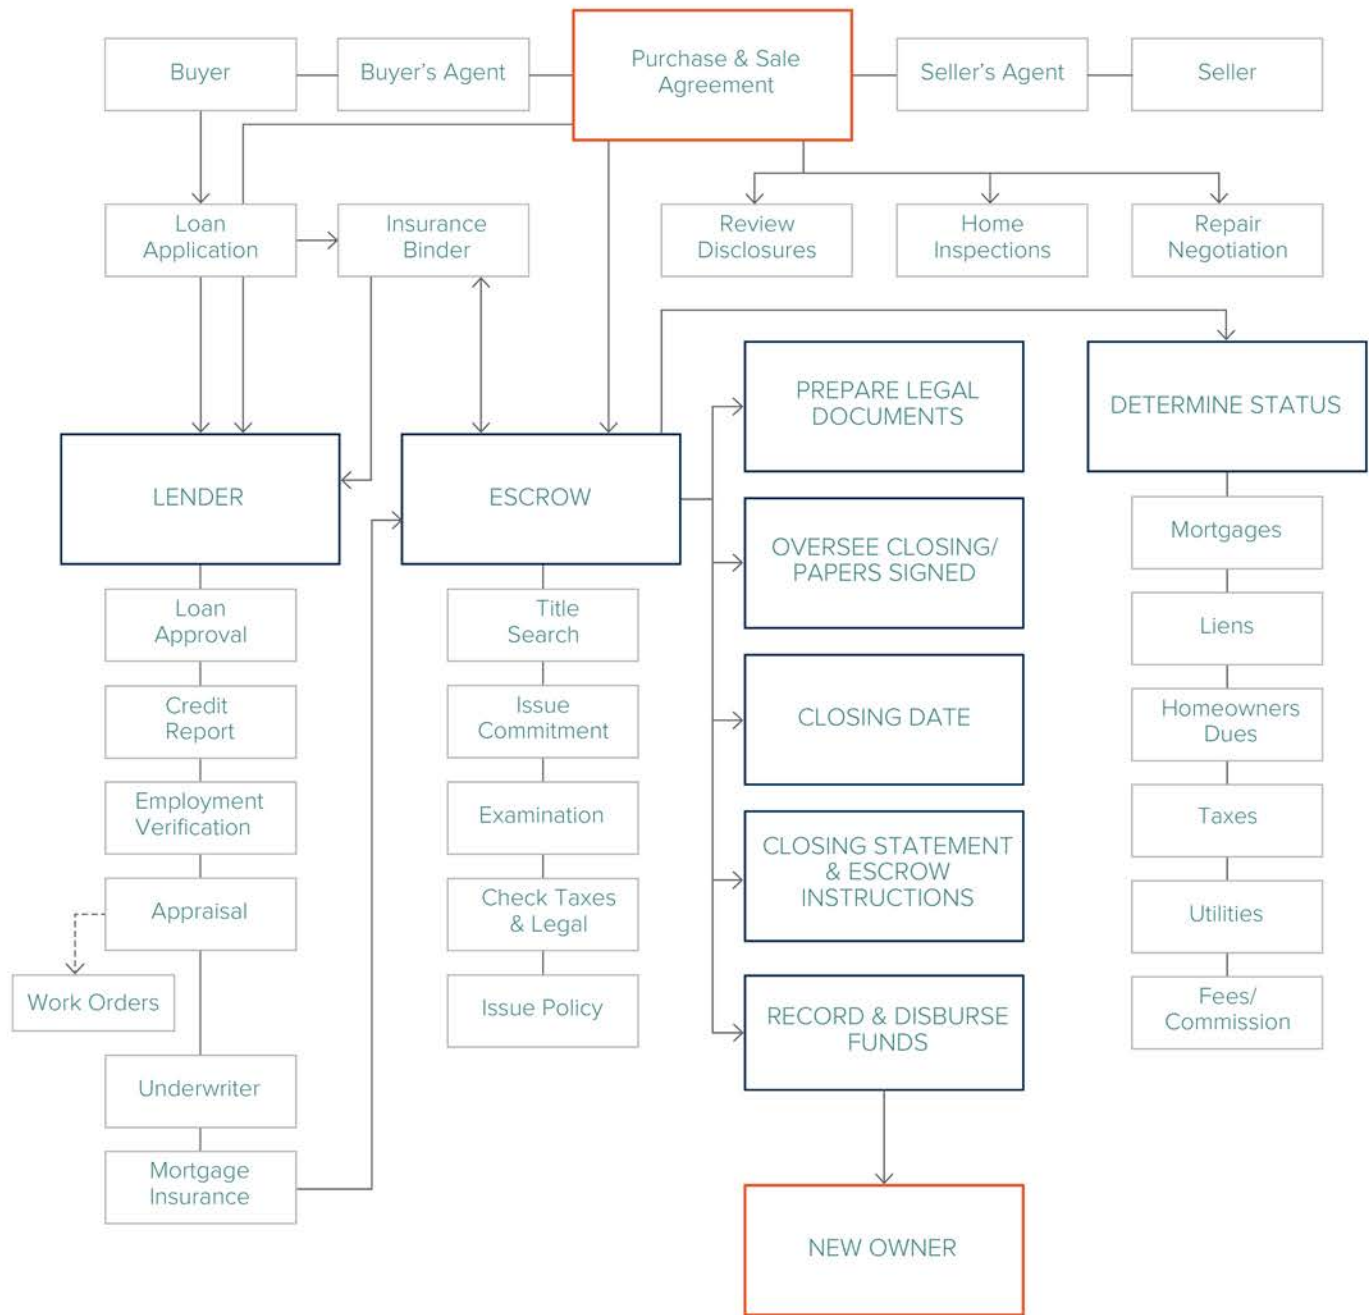 Buyer
Buyer's Agent
Purchase & Sale
Agreement
Seller's Agent
Seller
Loan
Application
Insurance
Binder
Review
Disclosures
Home
Inspections
Repair
Negotiation
LENDER
ESCROW
PREPARE LEGAL
DOCUMENTS
DETERMINE STATUS
OVERSEE CLOSING/
PAPERS SIGNED
CLOSING DATE
CLOSING STATEMENT
& ESCROW
INSTRUCTIONS
RECORD & DISBURSE
FUNDS
NEW OWNER
Loan
Approval
Credit
Report
Employment
Verification
Appraisal
Work Orders
Underwriter
Mortgage
Insurance
Title
Search
Issue
Commitment
Examination
Check Taxes
& Legal
Issue Policy
Mortgages
Liens
Homeowners
Dues
Taxes
Utilities
Fees/
Commission